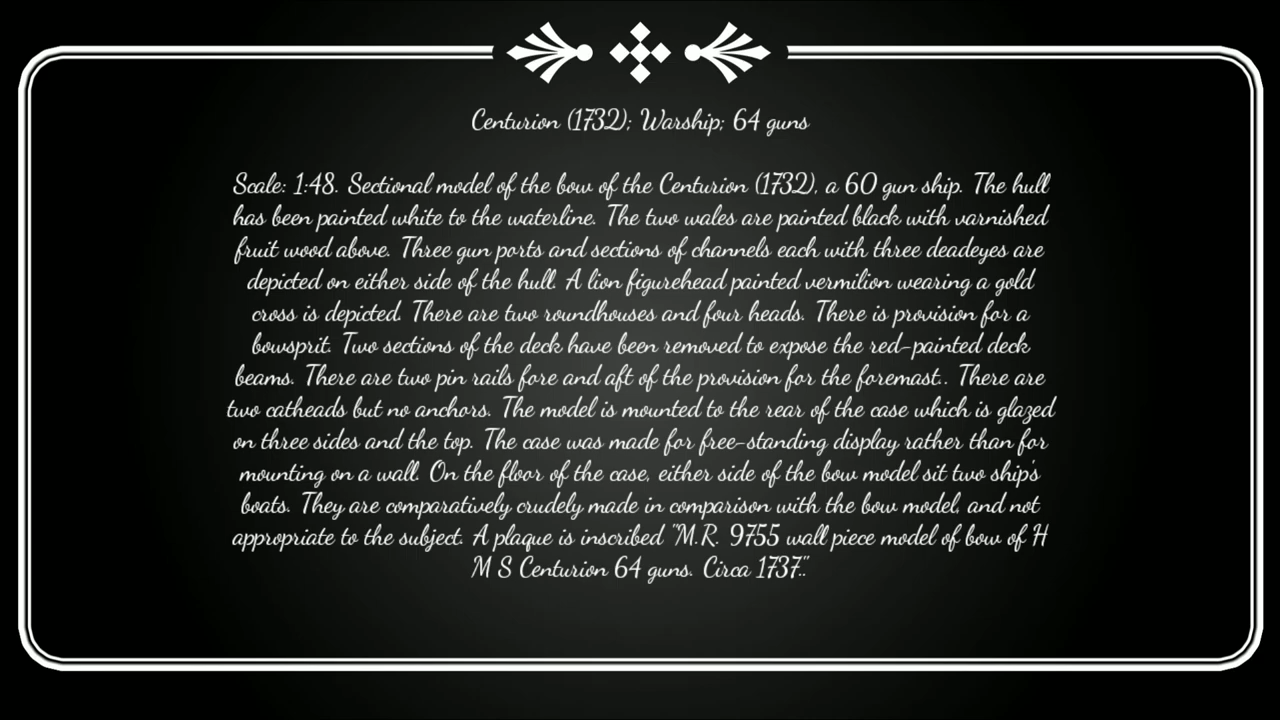 Centurion (1732); Warship; 64 guns
Scale: 1:48. Sectional model of the bow of the Centurion (1732), a 60 gun ship. The hull
has been painted white to the waterline. The two wales are painted black with varnished
fruit wood above. Three gun ports and sections of channels each with three deadeyes are
depicted on either side of the hull. A lion figurehead painted vermilion wearing a gold
cross is depicted. There are two roundhouses and four heads. There is provision for a
bowsprit. Two sections of the deck have been removed to expose the red-painted deck
beams. There are two pin rails fore and aft of the provision for the foremast.. There are
two catheads but no anchors. The model is mounted to the rear of the case which is glazed
on three sides and the top. The case was made for free-standing display rather than for
mounting on a wall. On the floor of the case, either side of the bow model sit two ship's
boats. They are comparatively crudely made in comparison with the bow model, and not
appropriate to the subject. A plaque is inscribed "M.R. 9755 wall piece model of bow of H
M S Centurion 64 guns. Circa 1737."